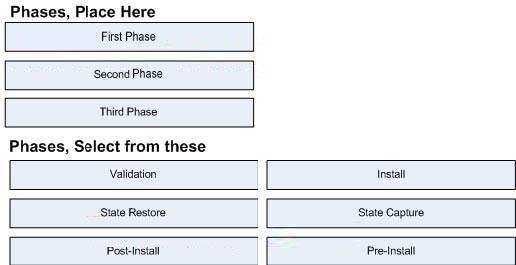 Phases, Place Here
First Phase
Second Phase
Third Phase
Phases, Select from these
Validation
Install
State Restore
State Capture
Post-Install
Pre-Install